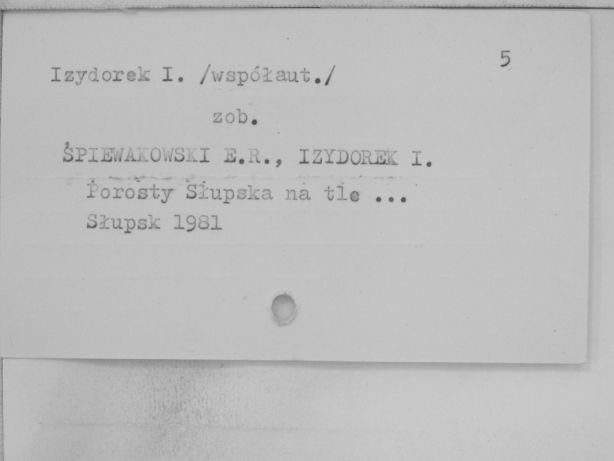 5
Izydorek I. /współaut./
zob.
ŚPIEWAKOWSKI E.R., IZYDOREK I.
Porosty Słupska na tle ...
Słupsk 1981